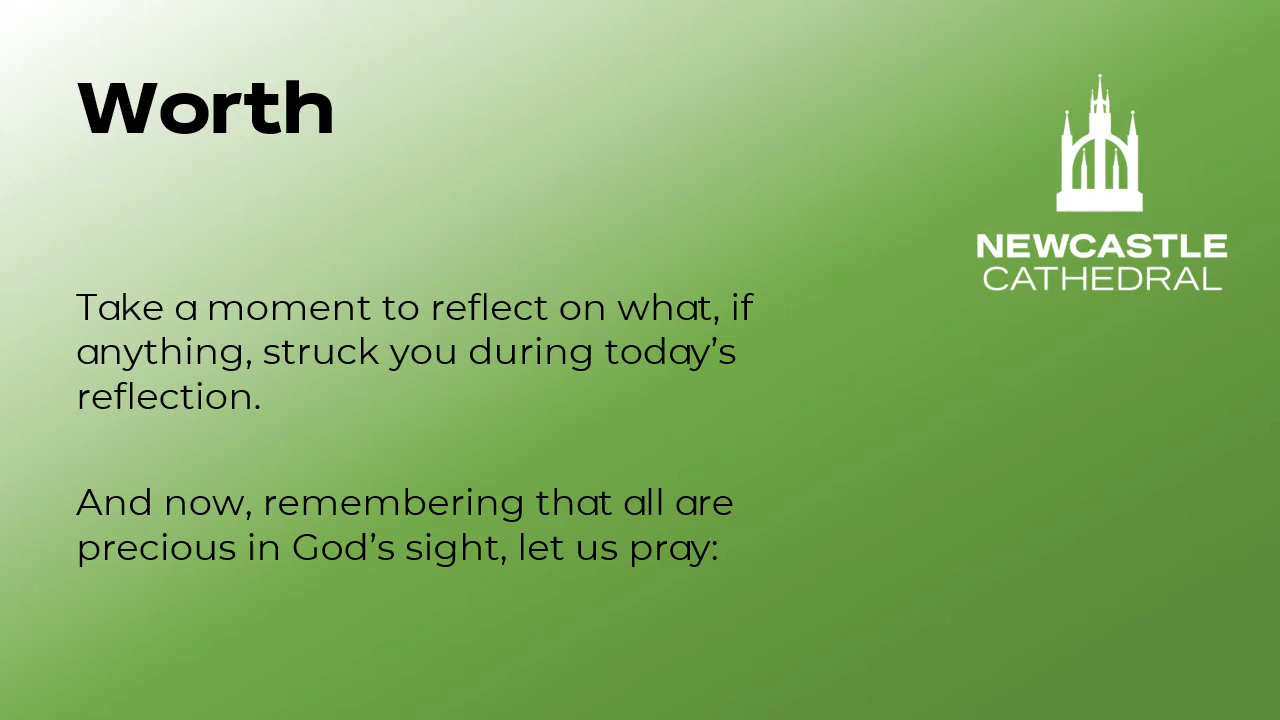 Worth
NEWCASTLE
CATHEDRAL
Take a moment to reflect on what, if
anything, struck you during today’s
reflection.
And now, remembering that all are
precious in God’s sight, let us pray: